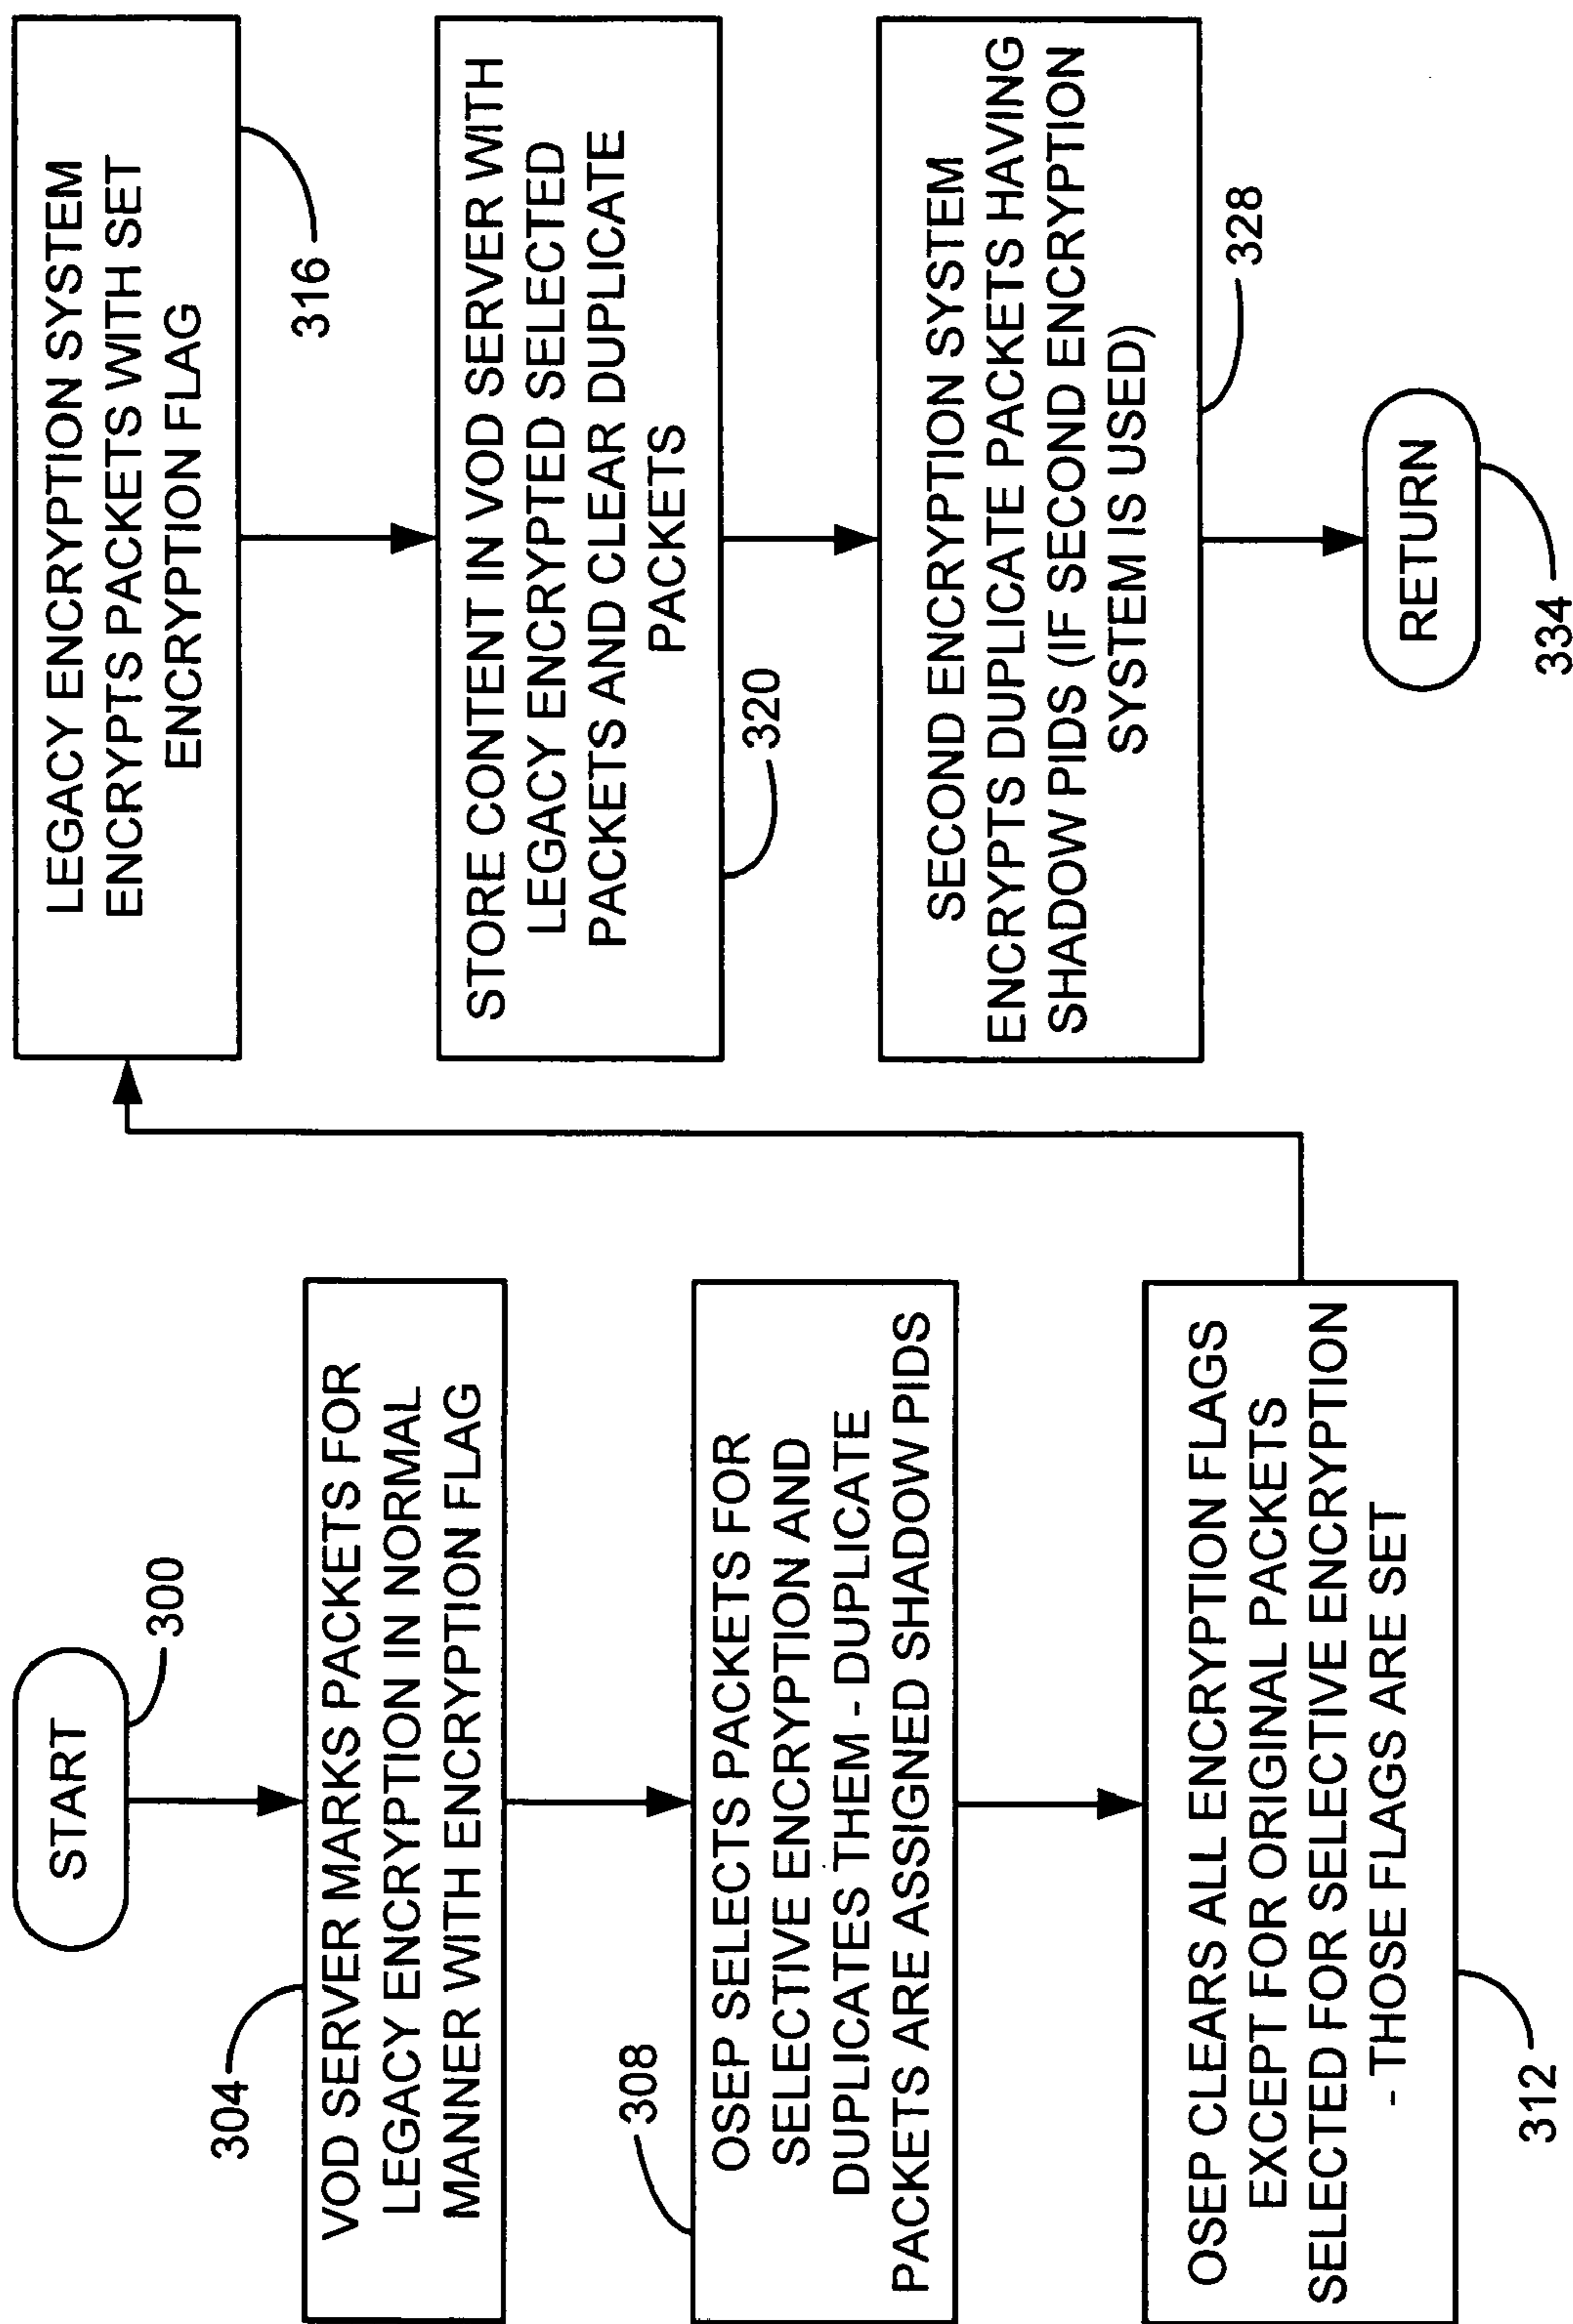 START
300
VOD SERVER MARKS PACKETS FOR
LEGACY ENCRYPTION IN NORMAL
MANNER WITH ENCRYPTION FLAG
304
OSEP SELECTS PACKETS FOR
SELECTIVE ENCRYPTION AND
DUPLICATES THEM - DUPLICATE
PACKETS ARE ASSIGNED SHADOW PIDS
308
OSEP CLEARS ALL ENCRYPTION FLAGS
EXCEPT FOR ORIGINAL PACKETS
SELECTED FOR SELECTIVE ENCRYPTION
- THOSE FLAGS ARE SET
312
LEGACY ENCRYPTION SYSTEM
ENCRYPTS PACKETS WITH SET
ENCRYPTION FLAG
316
STORE CONTENT IN VOD SERVER WITH
LEGACY ENCRYPTED SELECTED
PACKETS AND CLEAR DUPLICATE
PACKETS
320
SECOND ENCRYPTION SYSTEM
ENCRYPTS DUPLICATE PACKETS HAVING
SHADOW PIDS (IF SECOND ENCRYPTION
SYSTEM IS USED)
328
RETURN
334